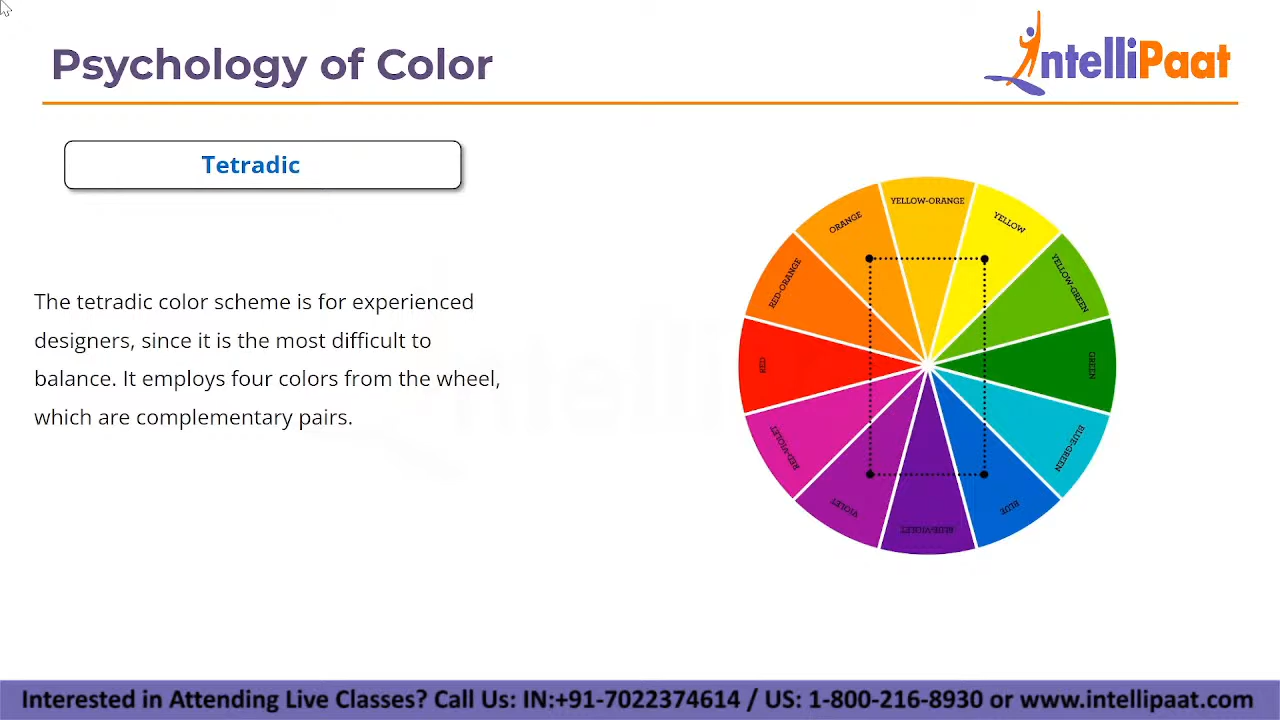 Psychology of Color
IntelliPaat
Tetradic
The tetradic color scheme is for experienced
designers, since it is the most difficult to
balance. It employs four colors from the wheel,
which are complementary pairs.
YELLOW-ORANGE
YELLOW
YELLOW-GREEN
GREEN
BLUE-GREEN
BLUE
BLUE-VIOLET
VIOLET
RED-VIOLET
RED
RED-ORANGE
ORANGE
Interested in Attending Live Classes? Call Us: IN:+91-7022374614 / US: 1-800-216-8930 or www.intellipaat.com